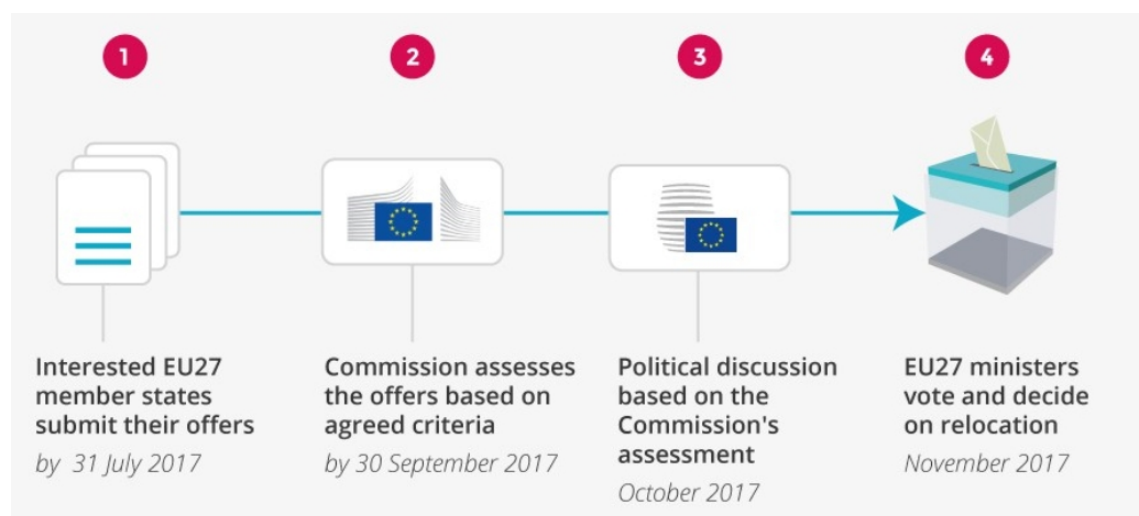 1
2
3
4
Interested EU27
member states
submit their offers
by 31 July 2017
Commission assesses
the offers based on
agreed criteria
by 30 September 2017
Political discussion
based on the
Commission's
assessment
October 2017
EU27 ministers
vote and decide
on relocation
November 2017